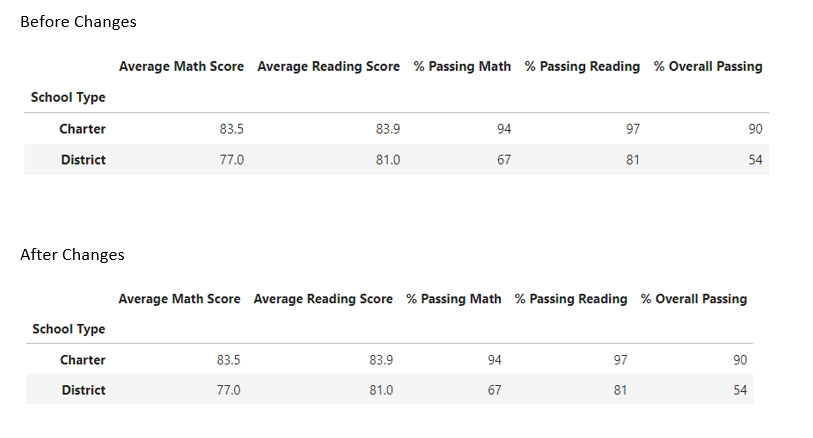 Before Changes
Average Math Score Average Reading Score % Passing Math % Passing Reading % Overall Passing
School Type
Charter 83.5 83.9 94 97 90
District 77.0 81.0 67 81 54
After Changes
Average Math Score Average Reading Score % Passing Math % Passing Reading % Overall Passing
School Type
Charter 83.5 83.9 94 97 90
District 77.0 81.0 67 81 54